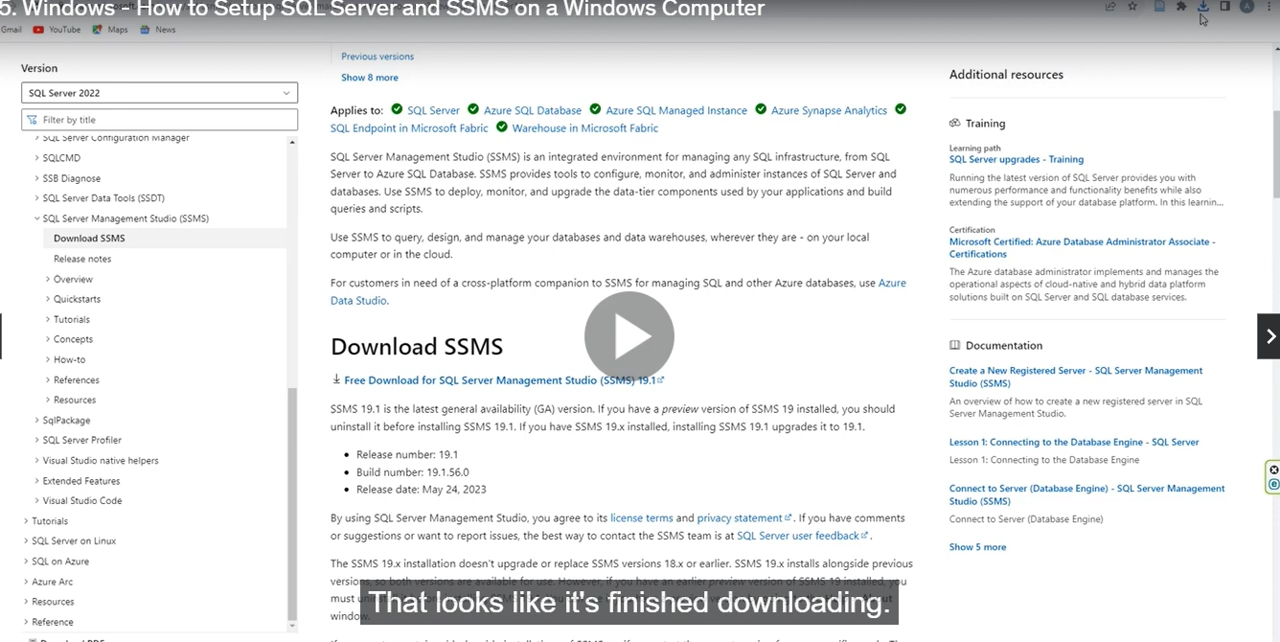 5. Windows - How to Setup SQL Server and SSMS on a Windows Computer
Gmail YouTube Maps News
Version
SQL Server 2022
Filter by title
SQL Server Configuration Manager
SQLCMD
SSB Diagnose
SQL Server Data Tools (SSDT)
SQL Server Management Studio (SSMS)
Download SSMS
Release notes
Overview
Quickstarts
Tutorials
Concepts
How-to
References
Resources
SqlPackage
SQL Server Profiler
Visual Studio native helpers
Extended Features
Visual Studio Code
Tutorials
SQL Server on Linux
SQL on Azure
Azure Arc
Resources
Reference
Download PDF
Previous versions
Show 8 more
Applies to: SQL Server Azure SQL Database Azure SQL Managed Instance Azure Synapse Analytics
SQL Endpoint in Microsoft Fabric Warehouse in Microsoft Fabric
SQL Server Management Studio (SSMS) is an integrated environment for managing any SQL infrastructure, from SQL
Server to Azure SQL Database. SSMS provides tools to configure, monitor, and administer instances of SQL Server and
databases. Use SSMS to deploy, monitor, and upgrade the data-tier components used by your applications and build
queries and scripts.
Use SSMS to query, design, and manage your databases and data warehouses, wherever they are - on your local
computer or in the cloud.
For customers in need of a cross-platform companion to SSMS for managing SQL and other Azure databases, use Azure
Data Studio.
Download SSMS
Free Download for SQL Server Management Studio (SSMS) 19.1
SSMS 19.1 is the latest general availability (GA) version. If you have a preview version of SSMS 19 installed, you should
uninstall it before installing SSMS 19.1. If you have SSMS 19.x installed, installing SSMS 19.1 upgrades it to 19.1.
• Release number: 19.1
• Build number: 19.1.56.0
• Release date: May 24, 2023
By using SQL Server Management Studio, you agree to its license terms and privacy statement. If you have comments
or suggestions or want to report issues, the best way to contact the SSMS team is at SQL Server user feedback.
The SSMS 19.x installation doesn't upgrade or replace SSMS versions 18.x or earlier. SSMS 19.x installs alongside previous
versions, so both versions are available for use. However, if you have an earlier preview version of SSMS 19 installed, you
must
window.
That looks like it's finished downloading.
Additional resources
Training
Learning path
SQL Server upgrades - Training
Running the latest version of SQL Server provides you with
numerous performance and functionality benefits while also
extending the support of your database platform. In this learnin...
Certification
Microsoft Certified: Azure Database Administrator Associate -
Certifications
The Azure database administrator implements and manages the
operational aspects of cloud-native and hybrid data platform
solutions built on SQL Server and SQL database services.
Documentation
Create a New Registered Server - SQL Server Management
Studio (SSMS)
An overview of how to create a new registered server in SQL
Server Management Studio.
Lesson 1: Connecting to the Database Engine - SQL Server
Lesson 1: Connecting to the Database Engine
Connect to Server (Database Engine) - SQL Server Management
Studio (SSMS)
Connect to Server (Database Engine)
Show 5 more